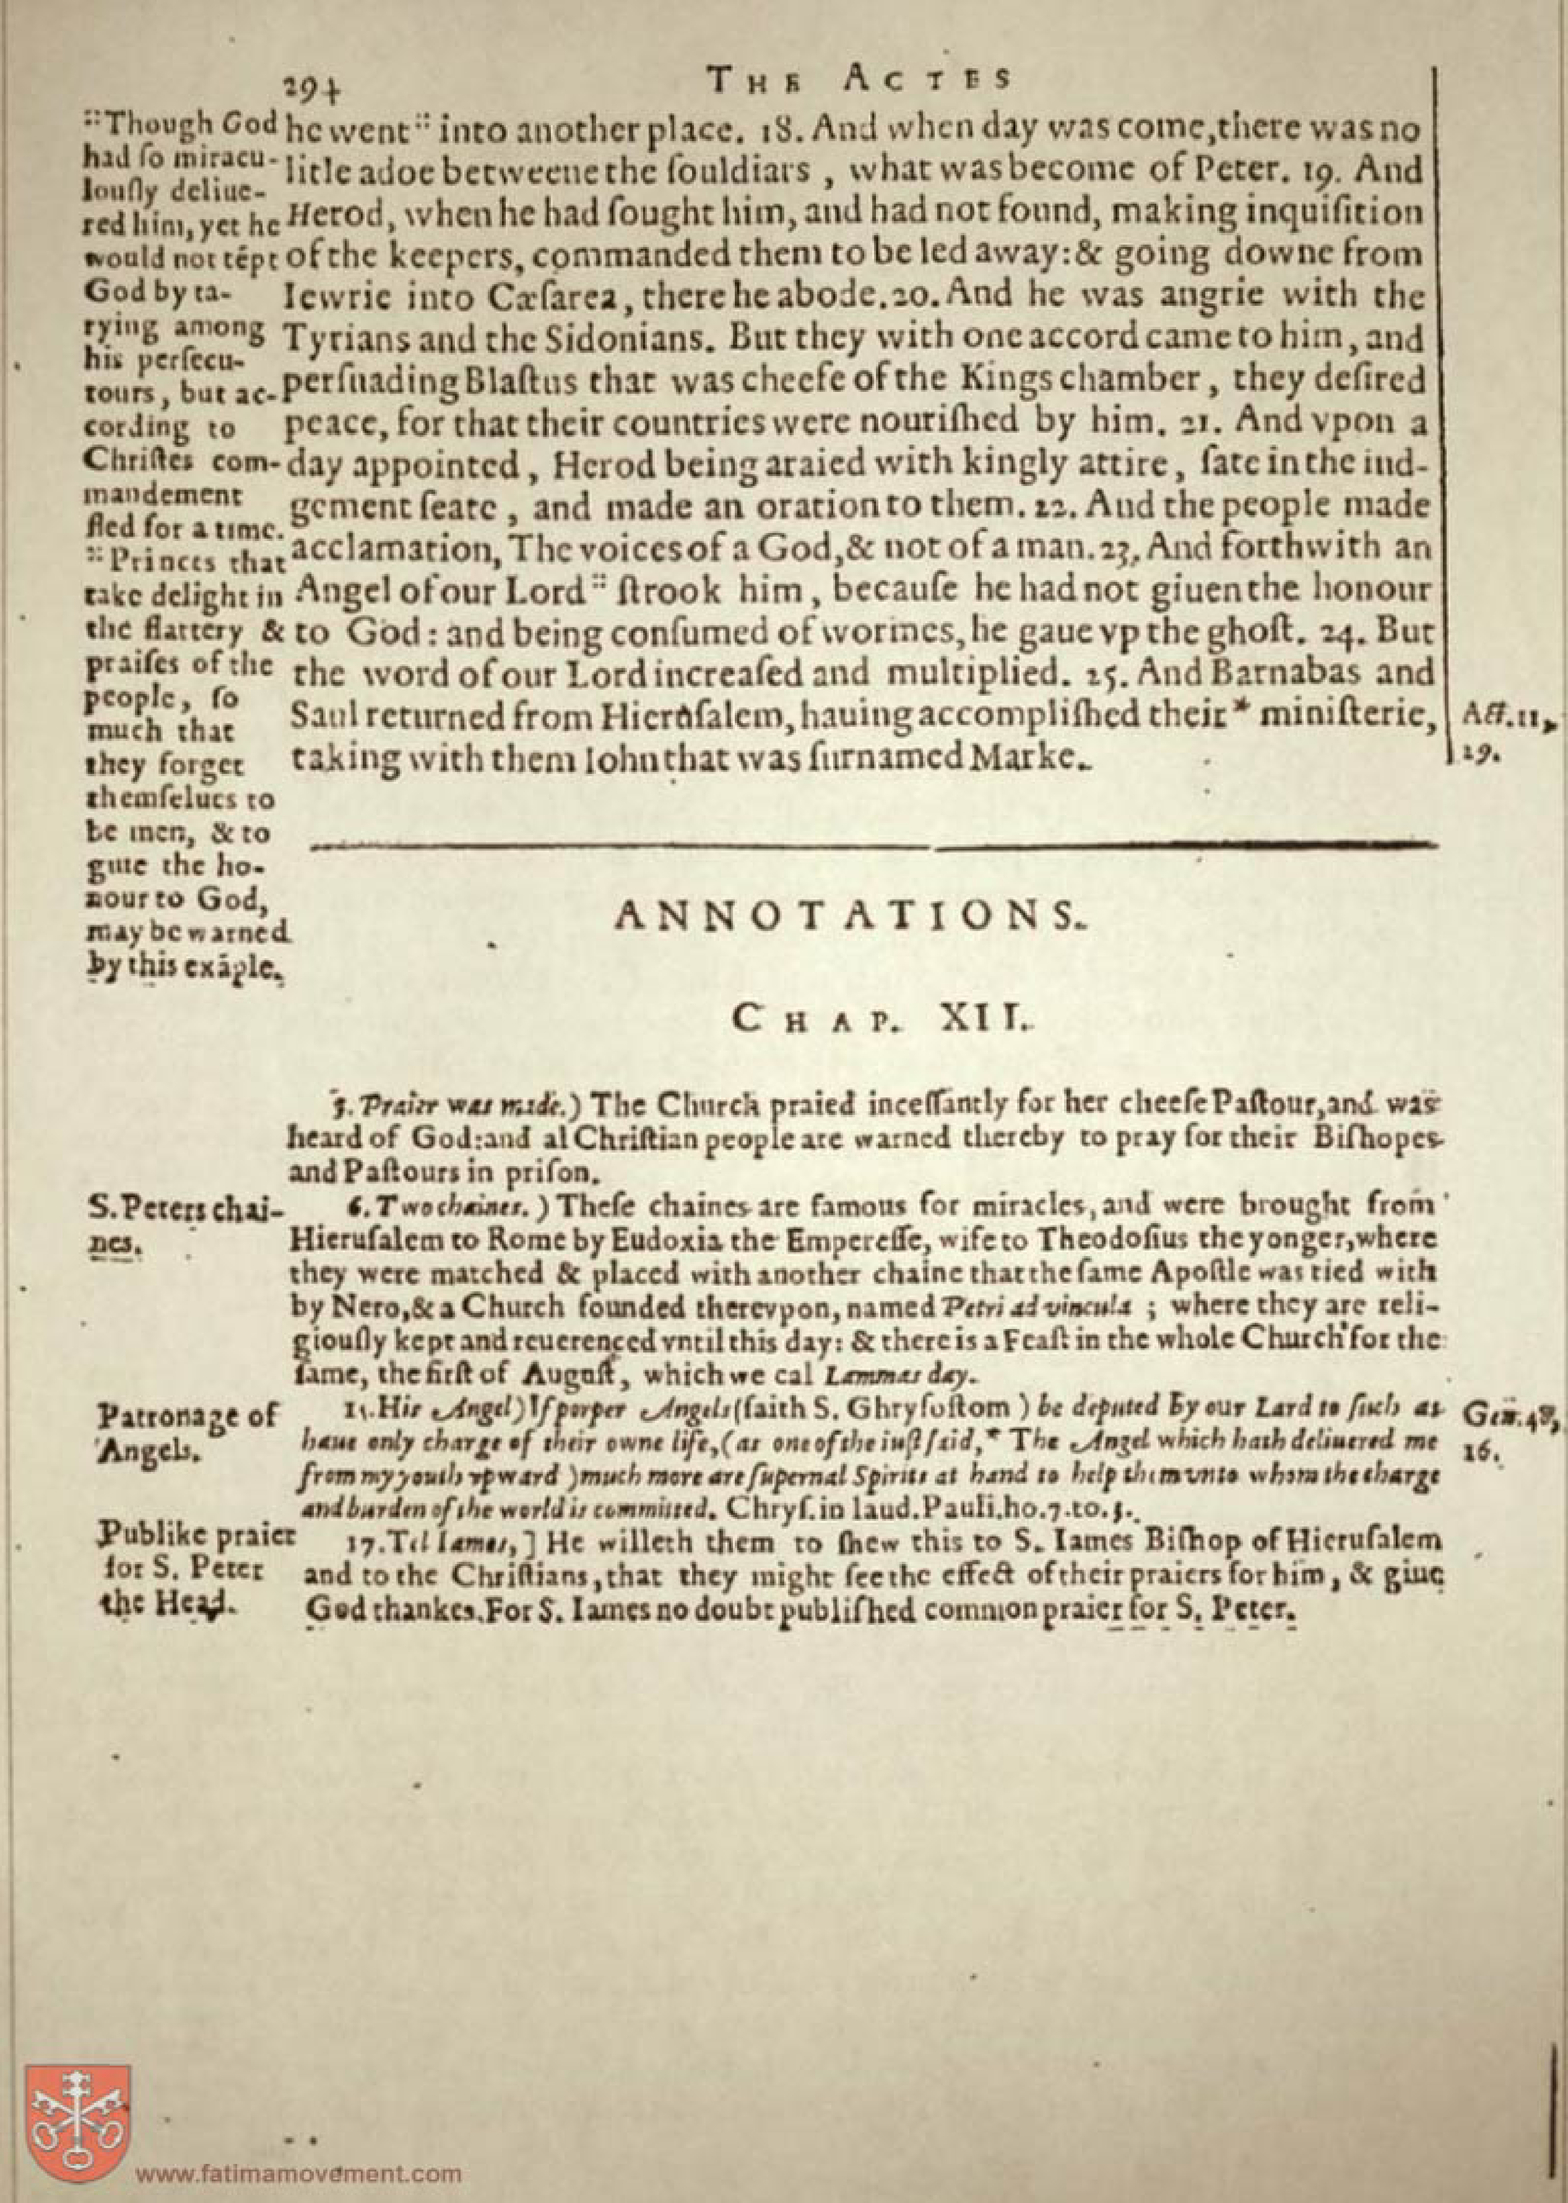 294
THE ACTES
he went :: into another place. 18. And when day was come, there was no
litle adoe betweene the ſouldiars, what was become of Peter. 19. And
Herod, when he had ſought him, and had not found, making inquiſition
of the keepers, commanded them to be led away: & going downe from
Iewrie into Cæſarea, there he abode. 20. And he was angrie with the
Tyrians and the Sidonians. But they with one accord came to him, and
perſuading Blaſtus that was cheefe of the Kings chamber, they deſired
peace, for that their countries were nouriſhed by him. 21. And vpon a
day appointed, Herod being araied with kingly attire, ſate in the iud-
gement ſeate, and made an oration to them. 22. And the people made
acclamation, The voices of a God, & not of a man. 23. And forthwith an
Angel of our Lord :: ſtrook him, becauſe he had not giuen the honour
to God: and being conſumed of wormes, he gaue vp the ghoſt. 24. But
the word of our Lord increaſed and multiplied. 25. And Barnabas and
Saul returned from Hieruſalem, hauing accompliſhed their * miniſterie,
taking with them Iohn that was ſurnamed Marke.
:: Though God
had ſo miracu-
louſly deliue-
red him, yet he
would not tẽpt
God by ta-
rying among
his perſecu-
tours, but ac-
cording to
Chriſtes com-
mandement
fled for a time.
:: Princes that
take delight in
the flattery &
praiſes of the
people, ſo
much that
they forget
themſelues to
be men, & to
giue the ho-
nour to God,
may be warned
by this exãple.
Act. 11,
29.
ANNOTATIONS.
CHAP. XII.
5. Praier was made.) The Church praied inceſſantly for her cheefe Paſtour, and was
heard of God: and al Chriſtian people are warned thereby to pray for their Biſhopes
and Paſtours in priſon.
S. Peters chai-
nes.
6. Two chaines.) Theſe chaines are famous for miracles, and were brought from
Hieruſalem to Rome by Eudoxia the Empereſſe, wife to Theodoſius the yonger, where
they were matched & placed with another chaine that the ſame Apoſtle was tied with
by Nero, & a Church founded therevpon, named Petri ad vincula; where they are reli-
giouſly kept and reuerenced vntil this day: & there is a Feaſt in the whole Church for the
ſame, the firſt of Auguſt, which we cal Lammas day.
Patronage of
Angels.
15. His Angel) If porper Angels (ſaith S. Ghryſoſtom) be deputed by our Lard to ſuch as
haue only charge of their owne life, (as one of the iuſt ſaid, * The Angel which hath deliuered me
from my youth vpward) much more are ſupernal Spirits at hand to help them vnto whom the charge
and burden of the world is committed. Chryſ. in laud. Pauli. ho. 7. to. 5.
Gen. 48,
16.
Publike praier
for S. Peter
the Head.
17. Tel Iames,] He willeth them to ſhew this to S. Iames Biſhop of Hieruſalem
and to the Chriſtians, that they might ſee the effect of their praiers for him, & giue
God thankes. For S. Iames no doubt publiſhed common praier for S. Peter.
www.fatimamovement.com